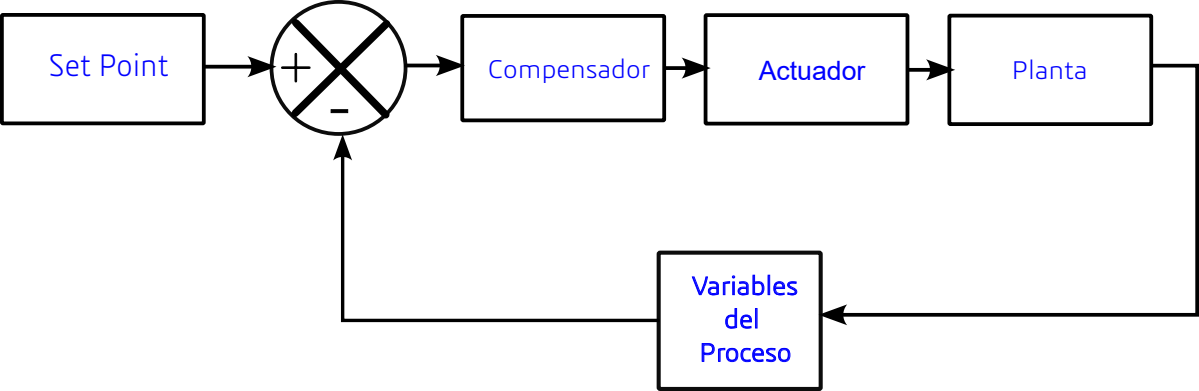 Set Point
+
-
Compensador
Actuador
Planta
Variables
del
Proceso